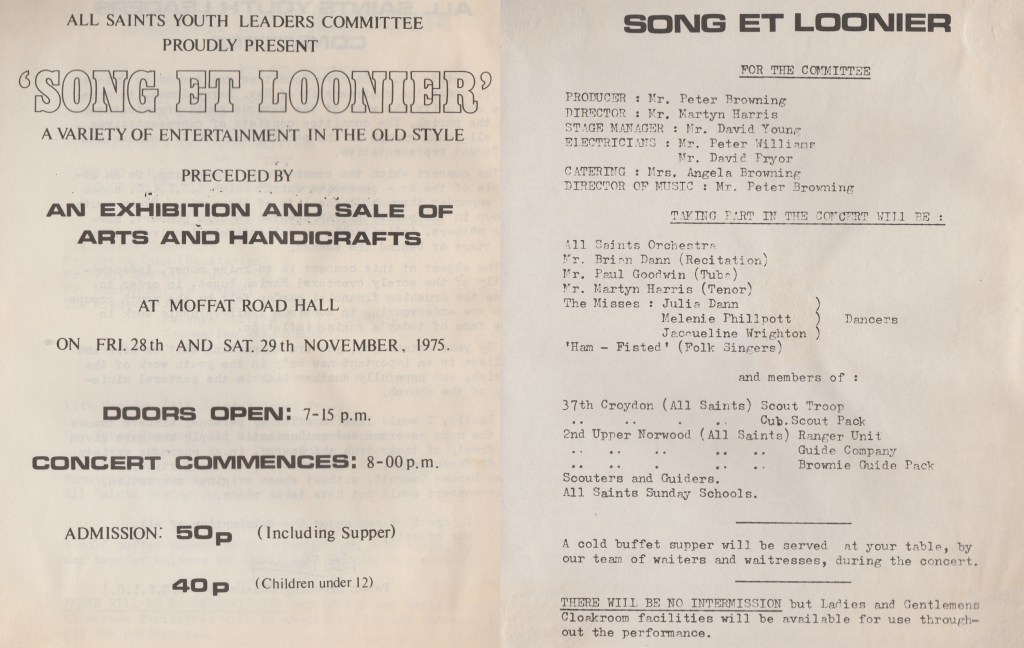 ALL SAINTS YOUTH LEADERS COMMITTEE
PROUDLY PRESENT
'SONG ET LOONIER'
A VARIETY OF ENTERTAINMENT IN THE OLD STYLE
PRECEDED BY
AN EXHIBITION AND SALE OF
ARTS AND HANDICRAFTS
AT MOFFAT ROAD HALL
ON FRI. 28th AND SAT. 29th NOVEMBER, 1975.
DOORS OPEN: 7-15 p.m.
CONCERT COMMENCES: 8-00 p.m.
ADMISSION: 50p (Including Supper)
40p (Children under 12)
SONG ET LOONIER
FOR THE COMMITTEE
PRODUCER : Mr. Peter Browning
DIRECTOR : Mr. Martyn Harris
STAGE MANAGER : Mr. David Young
ELECTRICIANS : Mr. Peter Williams
Mr. David Fryor
CATERING : Mrs. Angela Browning
DIRECTOR OF MUSIC : Mr. Peter Browning
TAKING PART IN THE CONCERT WILL BE :
All Saints Orchestra
Mr. Brian Dann (Recitation)
Mr. Paul Goodwin (Tuba)
Mr. Martyn Harris (Tenor)
The Misses : Julia Dann )
Melenie Phillpott ) Dancers
Jacqueline Wrighton )
'Ham - Fisted' (Folk Singers)
and members of :
37th Croydon (All Saints) Scout Troop
.. .. . .. Cub Scout Pack
2nd Upper Norwood (All Saints) Ranger Unit
.. .. . .. .. Guide Company
.. .. . .. .. Brownie Guide Pack
Scouters and Guiders.
All Saints Sunday Schools.
A cold buffet supper will be served at your table, by
our team of waiters and waitresses, during the concert.
THERE WILL BE NO INTERMISSION but Ladies and Gentlemens
Cloakroom facilities will be available for use through-
out the performance.